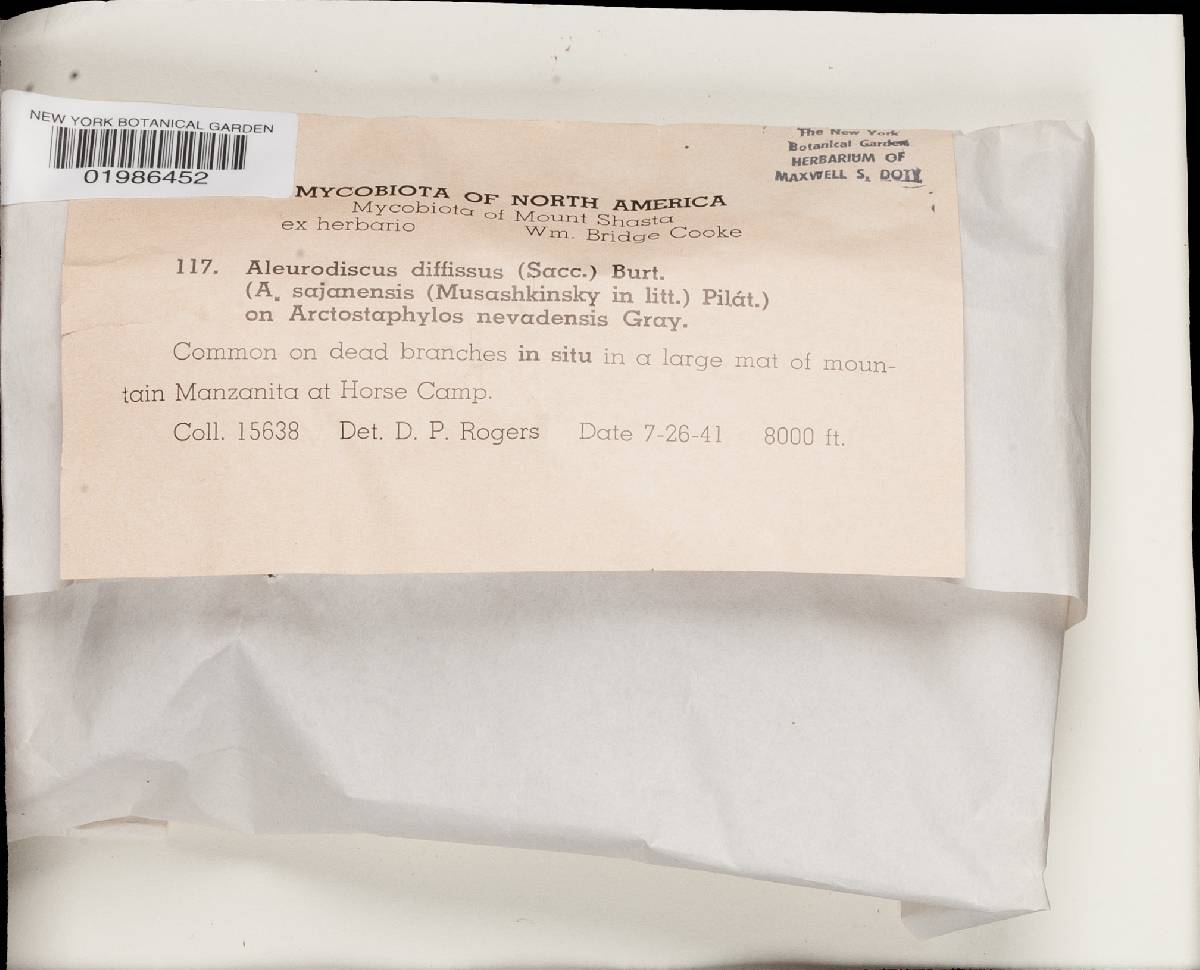 NEW YORK BOTANICAL GARDEN
01986452
The New York
Botanical Garden
HERBARIUM OF
MAXWELL S. DOTY
MYCOBIOTA OF NORTH AMERICA
Mycobiota of Mount Shasta
ex herbario Wm. Bridge Cooke
117. Aleurodiscus diffissus (Sacc.) Burt.
(A. sajanensis (Musashkinsky in litt.) Pilát.)
on Arctostaphylos nevadensis Gray.
Common on dead branches in situ in a large mat of moun-
tain Manzanita at Horse Camp.
Coll. 15638 Det. D. P. Rogers Date 7-26-41 8000 ft.